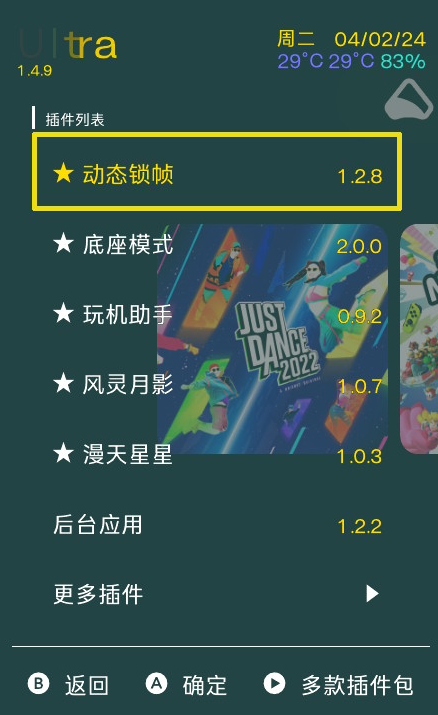 Ultra
周二 04/02/24
1.4.9
29°C 29°C 83%
插件列表
★ 动态锁帧 1.2.8
★ 底座模式 2.0.0
★ 玩机助手 0.9.2
★ 风灵月影 1.0.7
★ 漫天星星 1.0.3
JUST
DANCE
2022
后台应用 1.2.2
更多插件
B 返回 A 确定 多款插件包